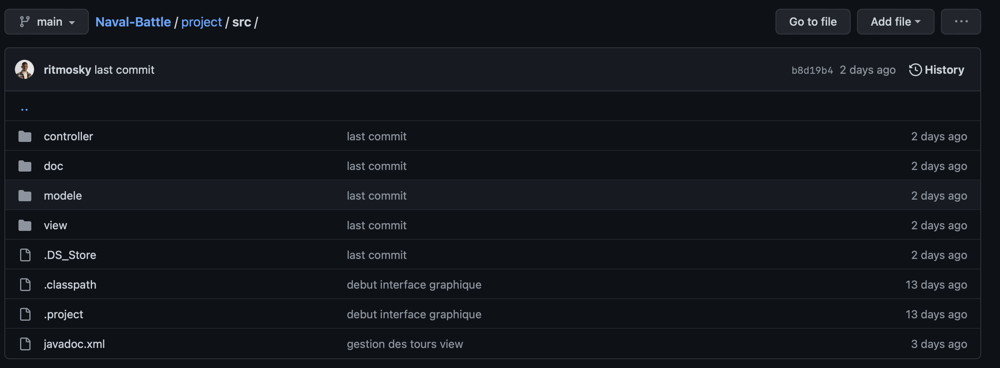 main Naval-Battle / project / src / Go to file Add file ...
ritmosky last commit b8d19b4 2 days ago History
..
controller last commit 2 days ago
doc last commit 2 days ago
modele last commit 2 days ago
view last commit 2 days ago
.DS_Store last commit 2 days ago
.classpath debut interface graphique 13 days ago
.project debut interface graphique 13 days ago
javadoc.xml gestion des tours view 3 days ago